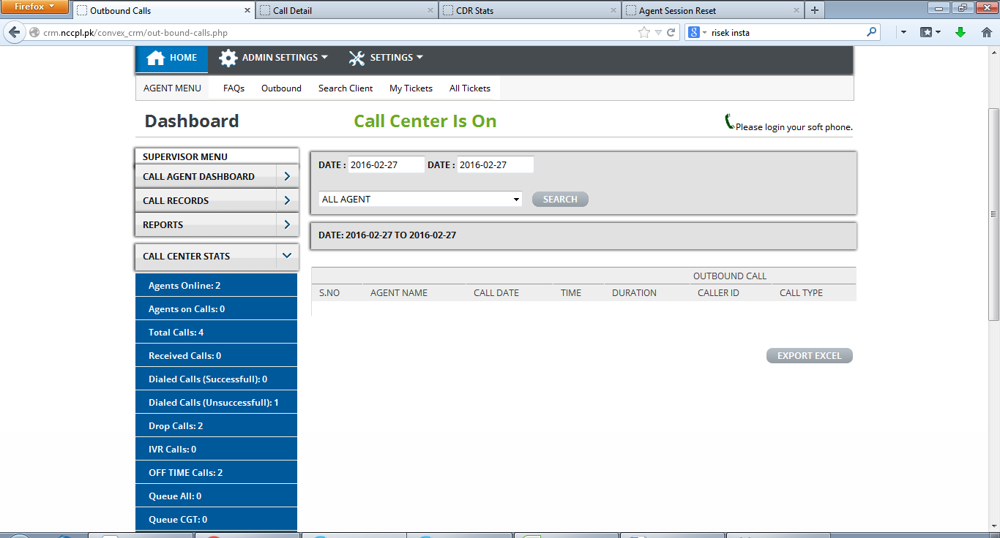 Firefox
Outbound Calls
Call Detail
CDR Stats
Agent Session Reset
crm.nccpl.pk/convex_crm/out-bound-calls.php
risek insta
HOME ADMIN SETTINGS SETTINGS
AGENT MENU FAQs Outbound Search Client My Tickets All Tickets
Dashboard Call Center Is On Please login your soft phone.
SUPERVISOR MENU
CALL AGENT DASHBOARD
CALL RECORDS
REPORTS
CALL CENTER STATS
Agents Online: 2
Agents on Calls: 0
Total Calls: 4
Received Calls: 0
Dialed Calls (Successfull): 0
Dialed Calls (Unsuccessfull): 1
Drop Calls: 2
IVR Calls: 0
OFF TIME Calls: 2
Queue All: 0
Queue CGT: 0
DATE : 2016-02-27 DATE : 2016-02-27
ALL AGENT SEARCH
DATE: 2016-02-27 TO 2016-02-27
OUTBOUND CALL
S.NO AGENT NAME CALL DATE TIME DURATION CALLER ID CALL TYPE
EXPORT EXCEL